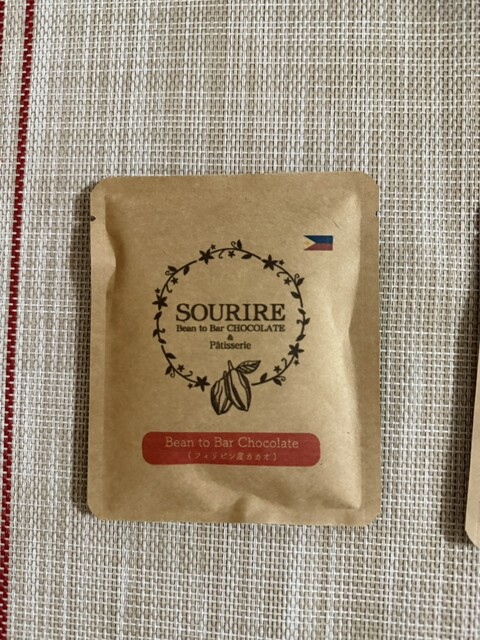 SOURIRE
Bean to Bar CHOCOLATE
&
Pâtisserie
Bean to Bar Chocolate
(フィリピン産カカオ)